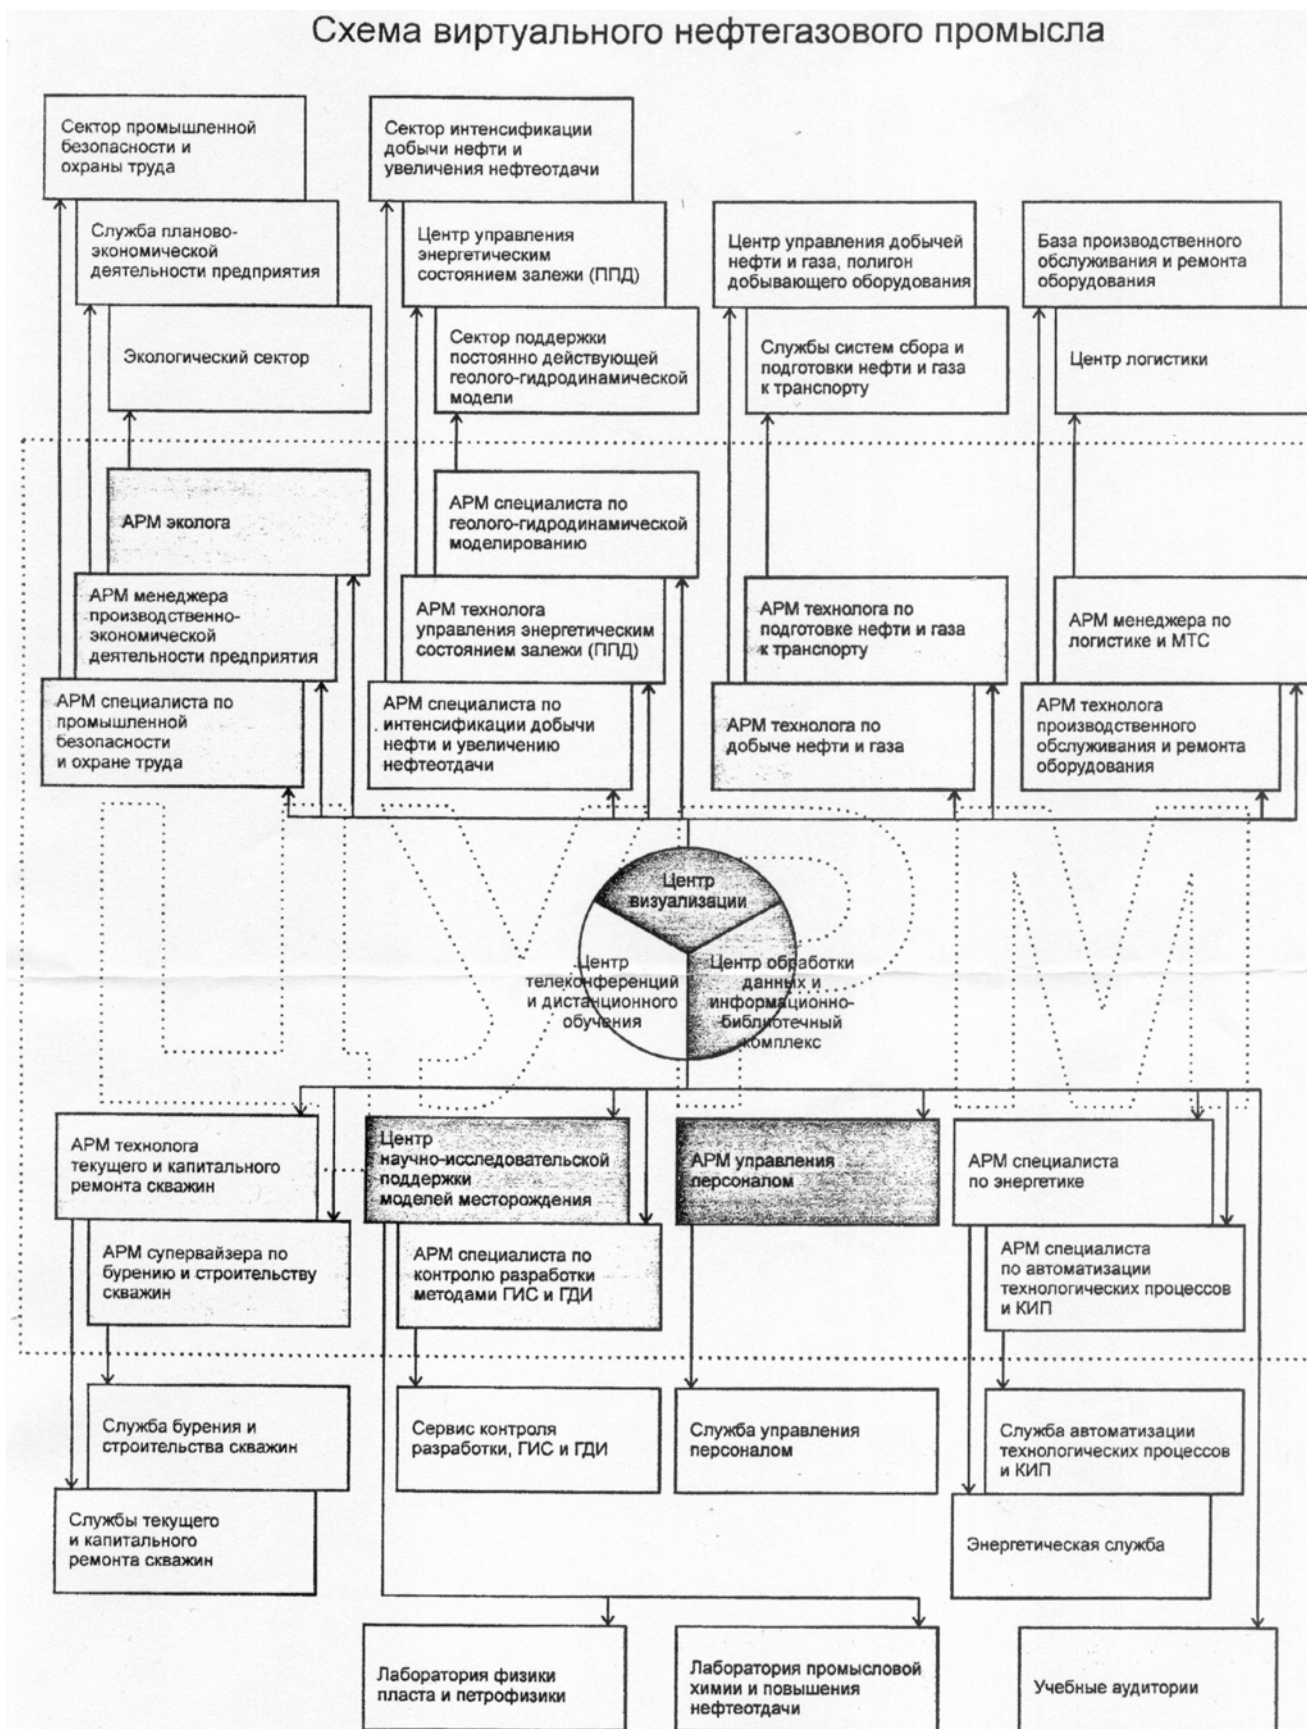 Схема виртуального нефтегазового промысла
Сектор промышленной
безопасности и
охраны труда
Сектор интенсификации
добычи нефти и
увеличения нефтеотдачи
Служба планово-
экономической
деятельности предприятия
Центр управления
энергетическим
состоянием залежи (ППД)
Центр управления добычей
нефти и газа, полигон
добывающего оборудования
База производственного
обслуживания и ремонта
оборудования
Экологический сектор
Сектор поддержки
постоянно действующей
геолого-гидродинамической
модели
Службы систем сбора и
подготовки нефти и газа
к транспорту
Центр логистики
АРМ эколога
АРМ специалиста по
геолого-гидродинамической
моделированию
АРМ менеджера
производственно-
экономической
деятельности предприятия
АРМ технолога
управления энергетическим
состоянием залежи (ППД)
АРМ технолога по
подготовке нефти и газа
к транспорту
АРМ менеджера по
логистике и МТС
АРМ специалиста по
промышленной
безопасности
и охране труда
АРМ специалиста по
интенсификации добычи
нефти и увеличению
нефтеотдачи
АРМ технолога по
добыче нефти и газа
АРМ технолога
производственного
обслуживания и ремонта
оборудования
ЦУРМ
Центр
визуализации
Центр
телеконференций
и дистанционного
обучения
Центр обработки
данных и
информационно-
библиотечный
комплекс
АРМ технолога
текущего и капитального
ремонта скважин
Центр
научно-исследовательской
поддержки
моделей месторождения
АРМ управления
персоналом
АРМ специалиста
по энергетике
АРМ супервайзера по
бурению и строительству
скважин
АРМ специалиста по
контролю разработки
методами ГИС и ГДИ
АРМ специалиста
по автоматизации
технологических процессов
и КИП
Служба бурения и
строительства скважин
Сервис контроля
разработки, ГИС и ГДИ
Служба управления
персоналом
Служба автоматизации
технологических процессов
и КИП
Службы текущего
и капитального
ремонта скважин
Энергетическая служба
Лаборатория физики
пласта и петрофизики
Лаборатория промысловой
химии и повышения
нефтеотдачи
Учебные аудитории